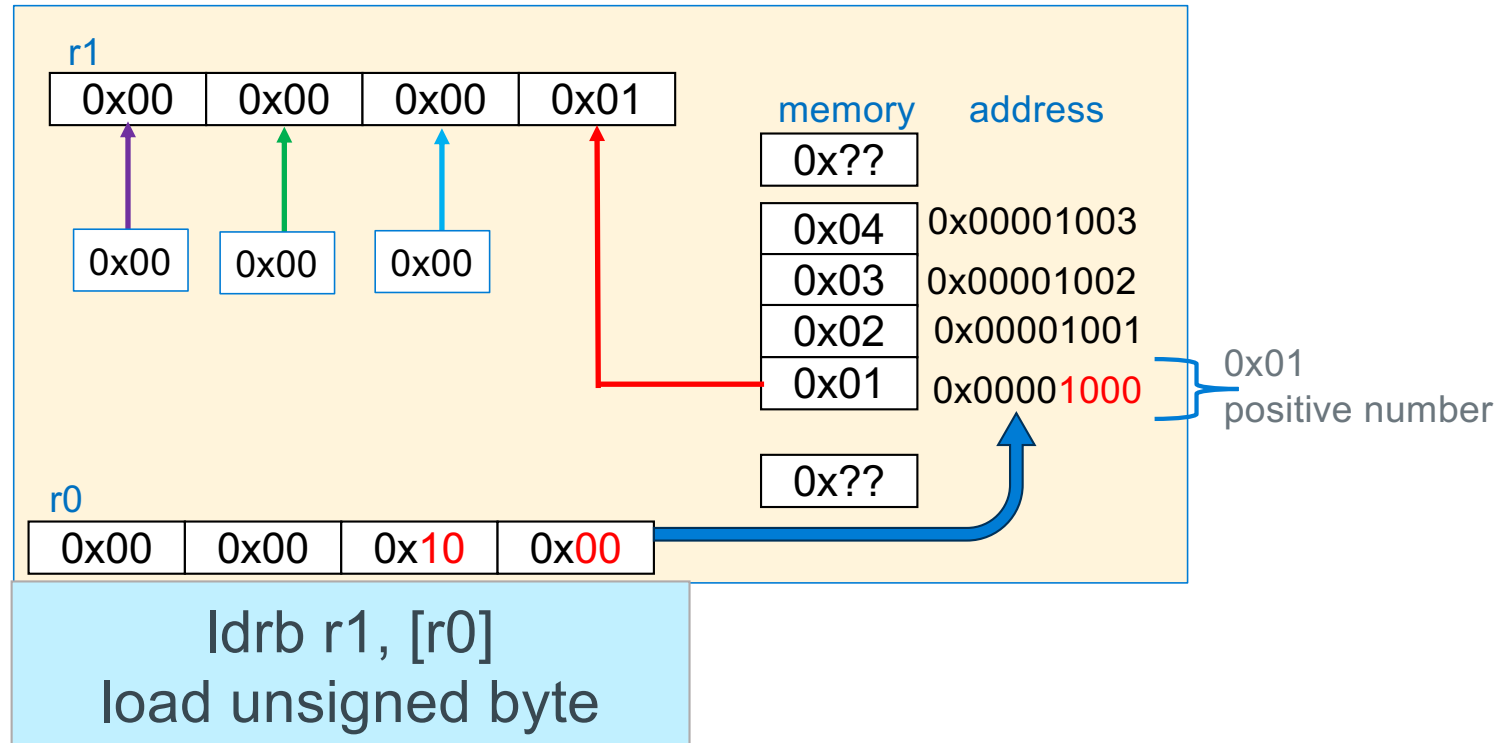 r1
0x00 0x00 0x00 0x01
memory address
0x??
0x04 0x00001003
0x00 0x00 0x00
0x03 0x00001002
0x02 0x00001001
0x01 0x00001000
0x01
positive number
0x??
r0
0x00 0x00 0x10 0x00
ldrb r1, [r0]
load unsigned byte